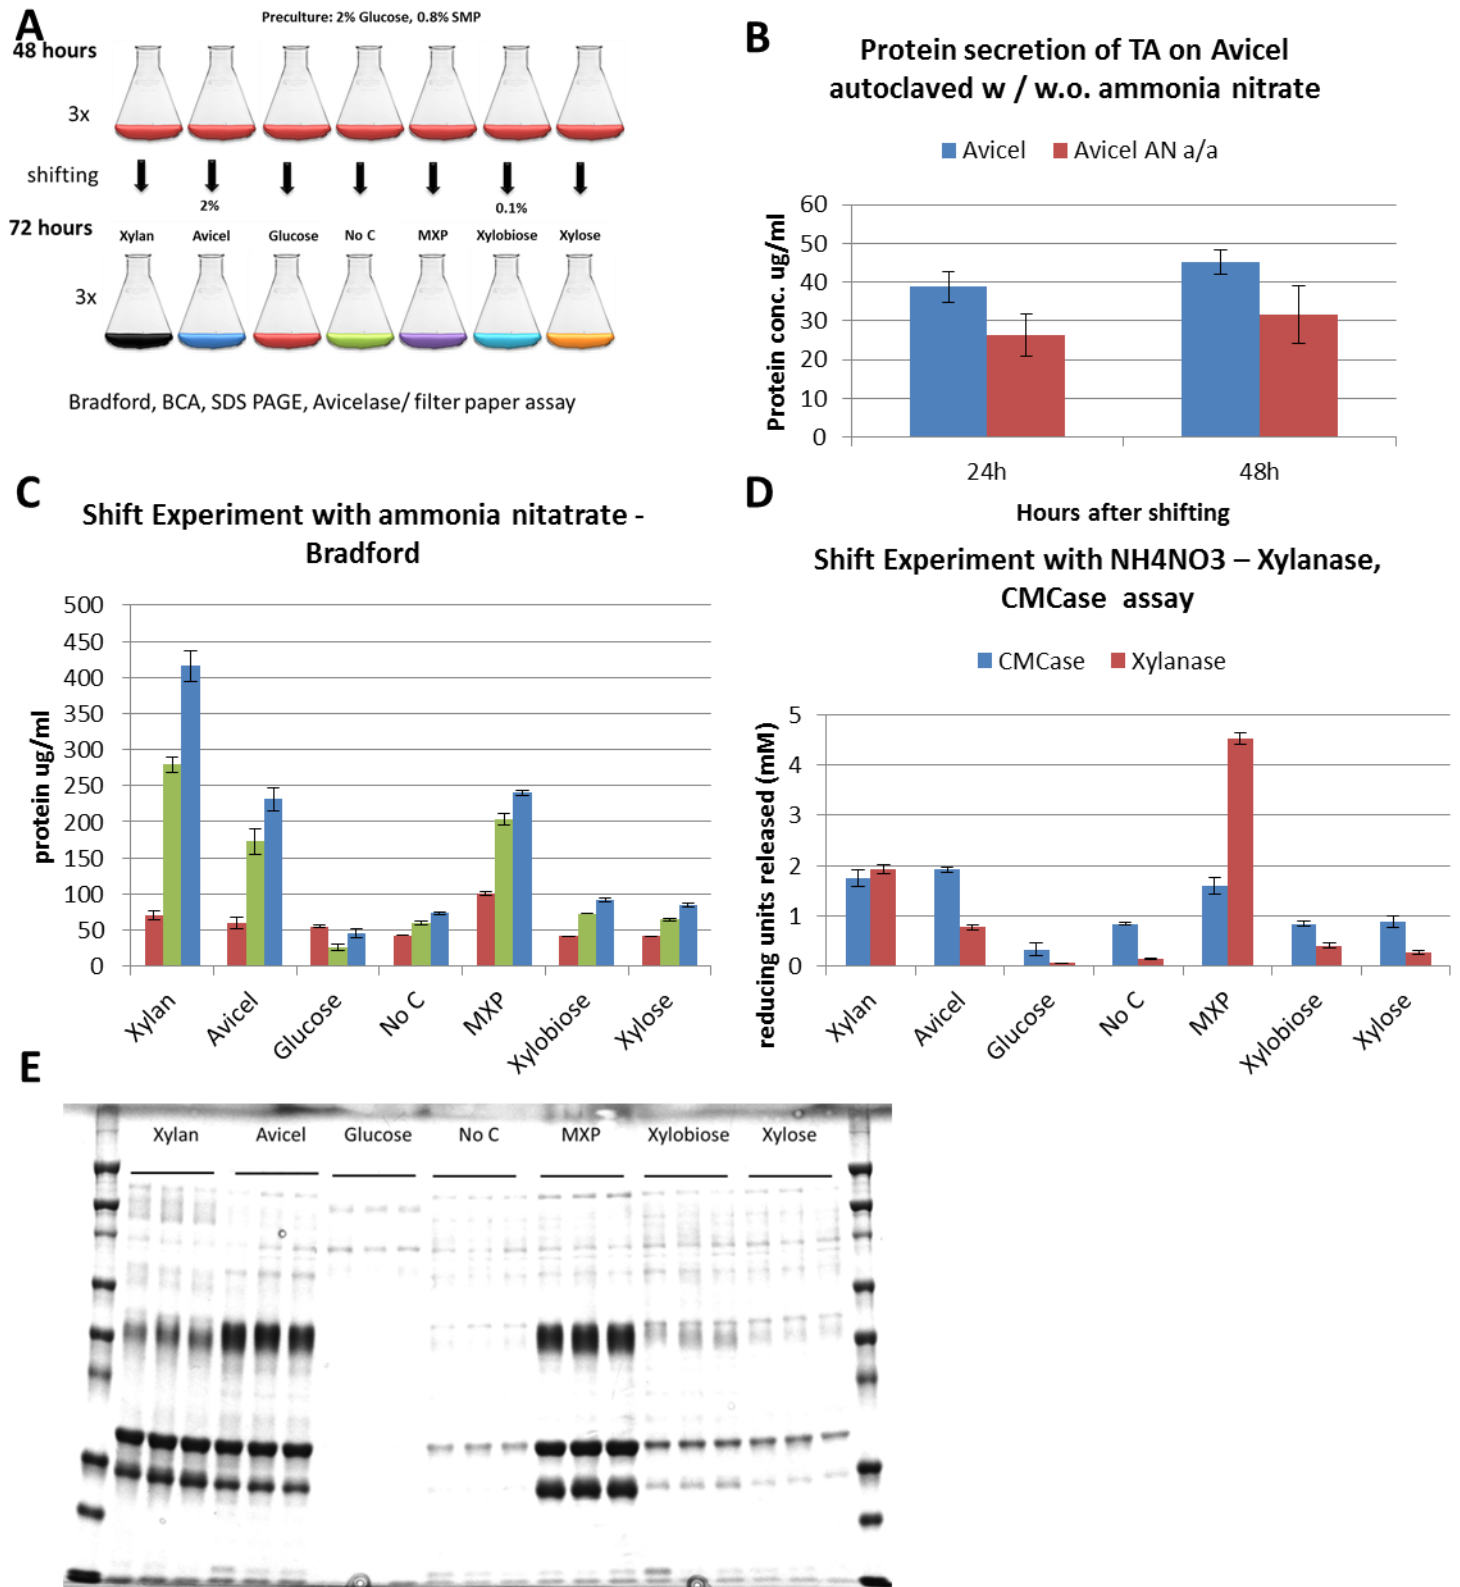 A
Preculture: 2% Glucose, 0.8% SMP
48 hours
3x
shifting
2%
0.1%
72 hours
Xylan Avicel Glucose No C MXP Xylobiose Xylose
3x
Bradford, BCA, SDS PAGE, Avicelase/ filter paper assay
B
Protein secretion of TA on Avicel
autoclaved w / w.o. ammonia nitrate
Avicel Avicel AN a/a
Protein conc. ug/ml
60
50
40
30
20
10
0
24h 48h
Hours after shifting
C
Shift Experiment with ammonia nitatrate -
Bradford
protein ug/ml
500
450
400
350
300
250
200
150
100
50
0
Xylan Avicel Glucose No C MXP Xylobiose Xylose
D
Shift Experiment with NH4NO3 – Xylanase,
CMCase assay
CMCase Xylanase
reducing units released (mM)
5
4
3
2
1
0
Xylan Avicel Glucose No C MXP Xylobiose Xylose
E
Xylan Avicel Glucose No C MXP Xylobiose Xylose